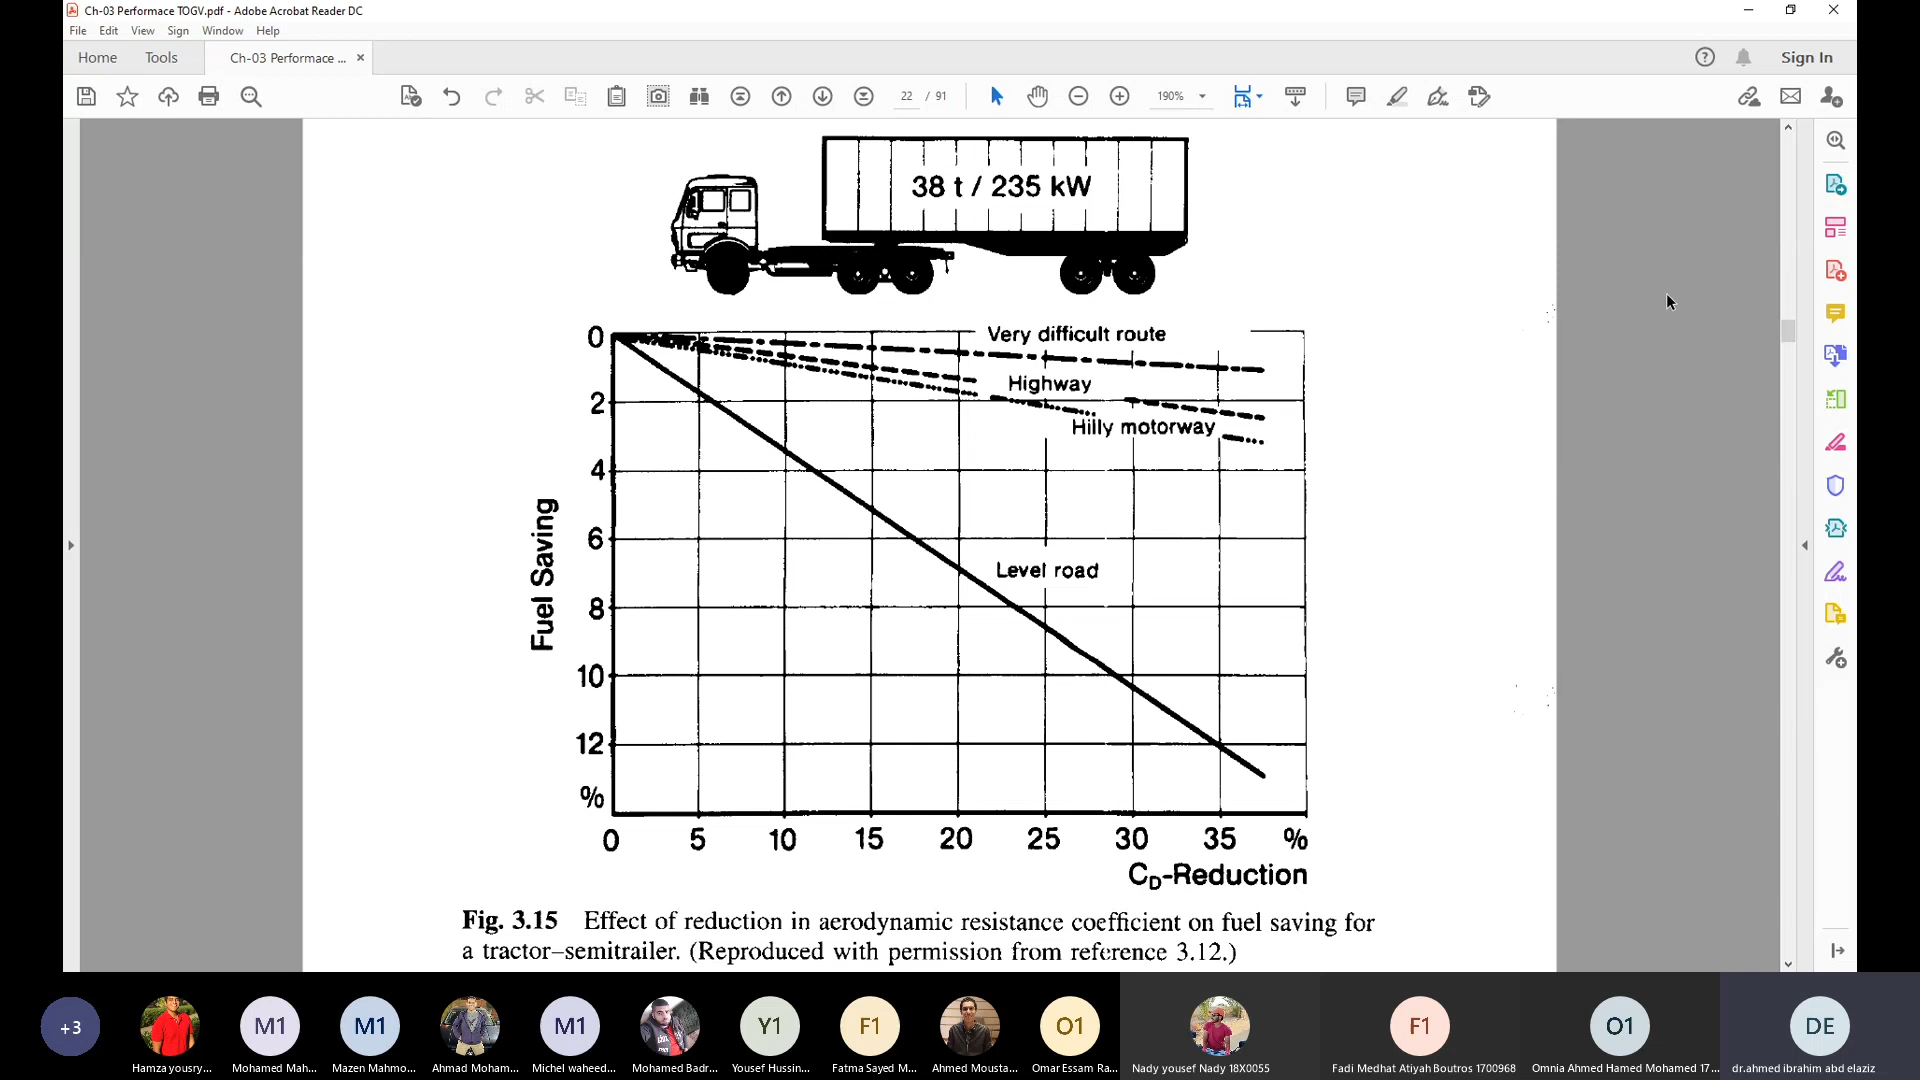 Ch-03 Performace TOGV.pdf - Adobe Acrobat Reader DC
File Edit View Sign Window Help
Home Tools Ch-03 Performace ... × Sign In
22 / 91 190%
38 t / 235 kW
0
2
4
6
8
10
12
%
Fuel Saving
Very difficult route
Highway
Hilly motorway
Level road
0 5 10 15 20 25 30 35 %
C_D-Reduction
Fig. 3.15 Effect of reduction in aerodynamic resistance coefficient on fuel saving for
a tractor–semitrailer. (Reproduced with permission from reference 3.12.)
+3 M1 M1 M1 Y1 F1 O1 F1 O1 DE
Hamza yousry... Mohamed Mah... Mazen Mahmo... Ahmad Moham... Michel waheed... Mohamed Badr... Yousef Hussin... Fatma Sayed M... Ahmed Mousta... Omar Essam Ra... Nady yousef Nady 18X0055 Fadi Medhat Atiyah Boutros 1700968 Omnia Ahmed Hamed Mohamed 17... dr.ahmed ibrahim abd elaziz